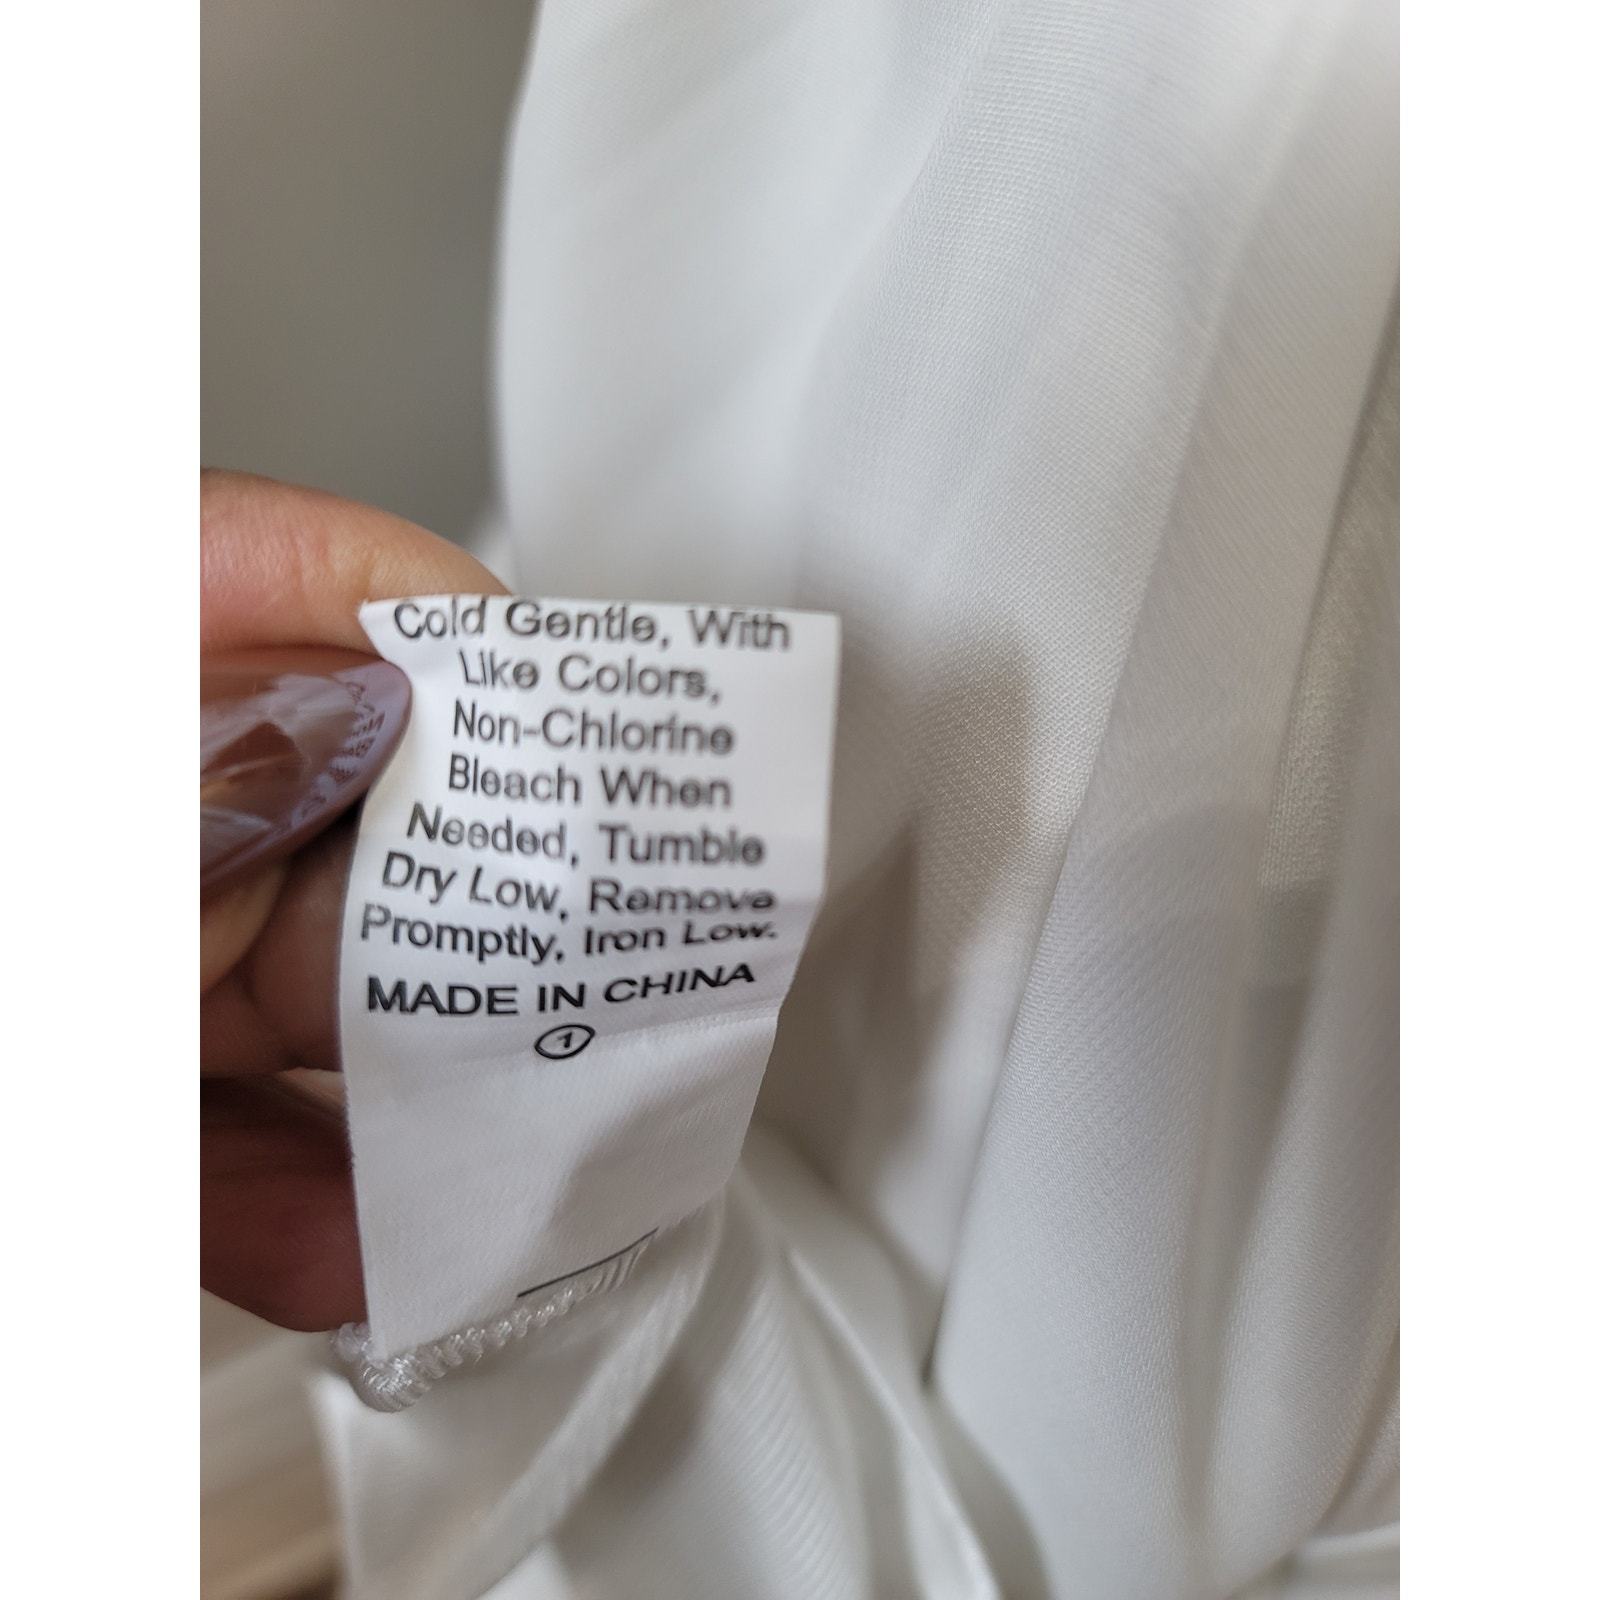 Cold Gentle, With
Like Colors,
Non-Chlorine
Bleach When
Needed, Tumble
Dry Low, Remove
Promptly, Iron Low.
MADE IN CHINA
1